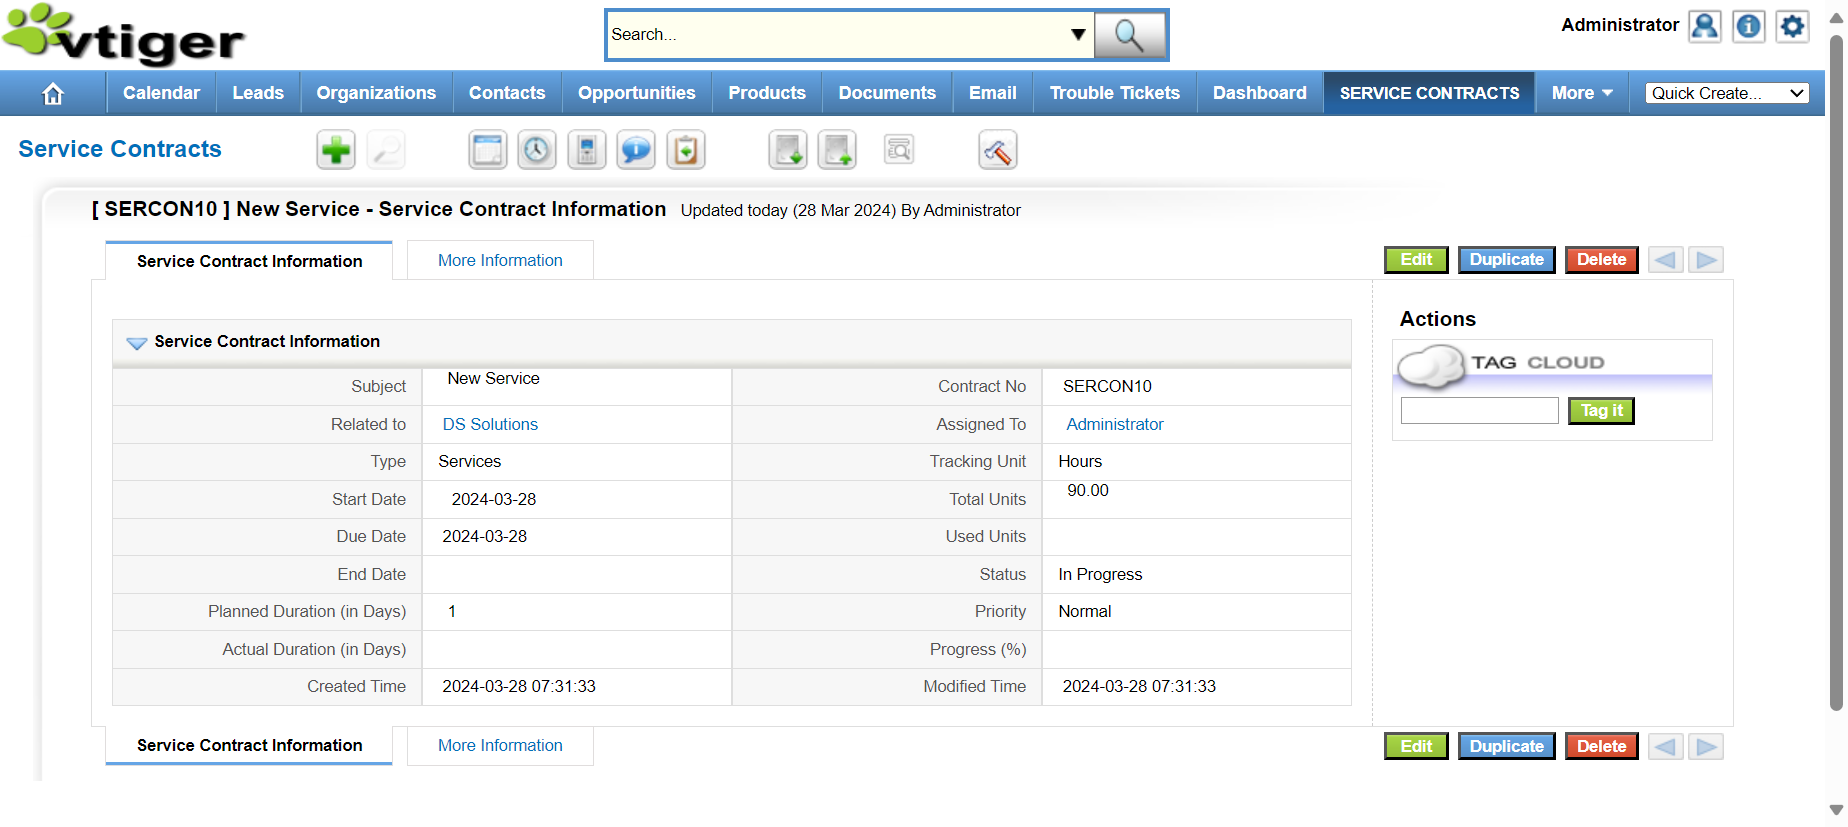 vtiger
Search...
Administrator
Calendar Leads Organizations Contacts Opportunities Products Documents Email Trouble Tickets Dashboard SERVICE CONTRACTS More Quick Create...
Service Contracts
[ SERCON10 ] New Service - Service Contract Information Updated today (28 Mar 2024) By Administrator
Service Contract Information More Information Edit Duplicate Delete
Actions
Service Contract Information
TAG CLOUD
Tag it
Subject New Service Contract No SERCON10
Related to DS Solutions Assigned To Administrator
Type Services Tracking Unit Hours
Start Date 2024-03-28 Total Units 90.00
Due Date 2024-03-28 Used Units
End Date Status In Progress
Planned Duration (in Days) 1 Priority Normal
Actual Duration (in Days) Progress (%)
Created Time 2024-03-28 07:31:33 Modified Time 2024-03-28 07:31:33
Service Contract Information More Information Edit Duplicate Delete